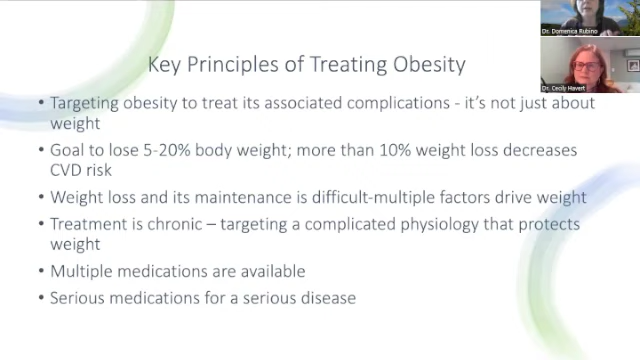 Dr. Domenica Rubino
Dr. Cecily Havert
Key Principles of Treating Obesity
• Targeting obesity to treat its associated complications - it's not just about
weight
• Goal to lose 5-20% body weight; more than 10% weight loss decreases
CVD risk
• Weight loss and its maintenance is difficult-multiple factors drive weight
• Treatment is chronic – targeting a complicated physiology that protects
weight
• Multiple medications are available
• Serious medications for a serious disease